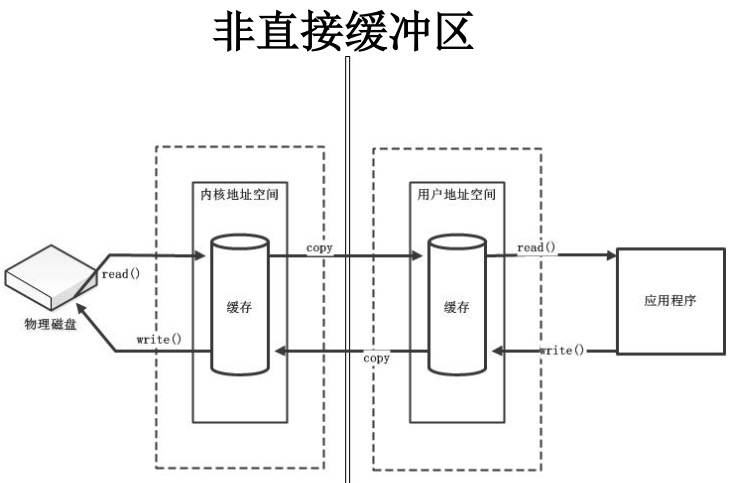 非直接缓冲区
内核地址空间
用户地址空间
copy
read()
read()
缓存
缓存
应用程序
物理磁盘
write()
copy
write()